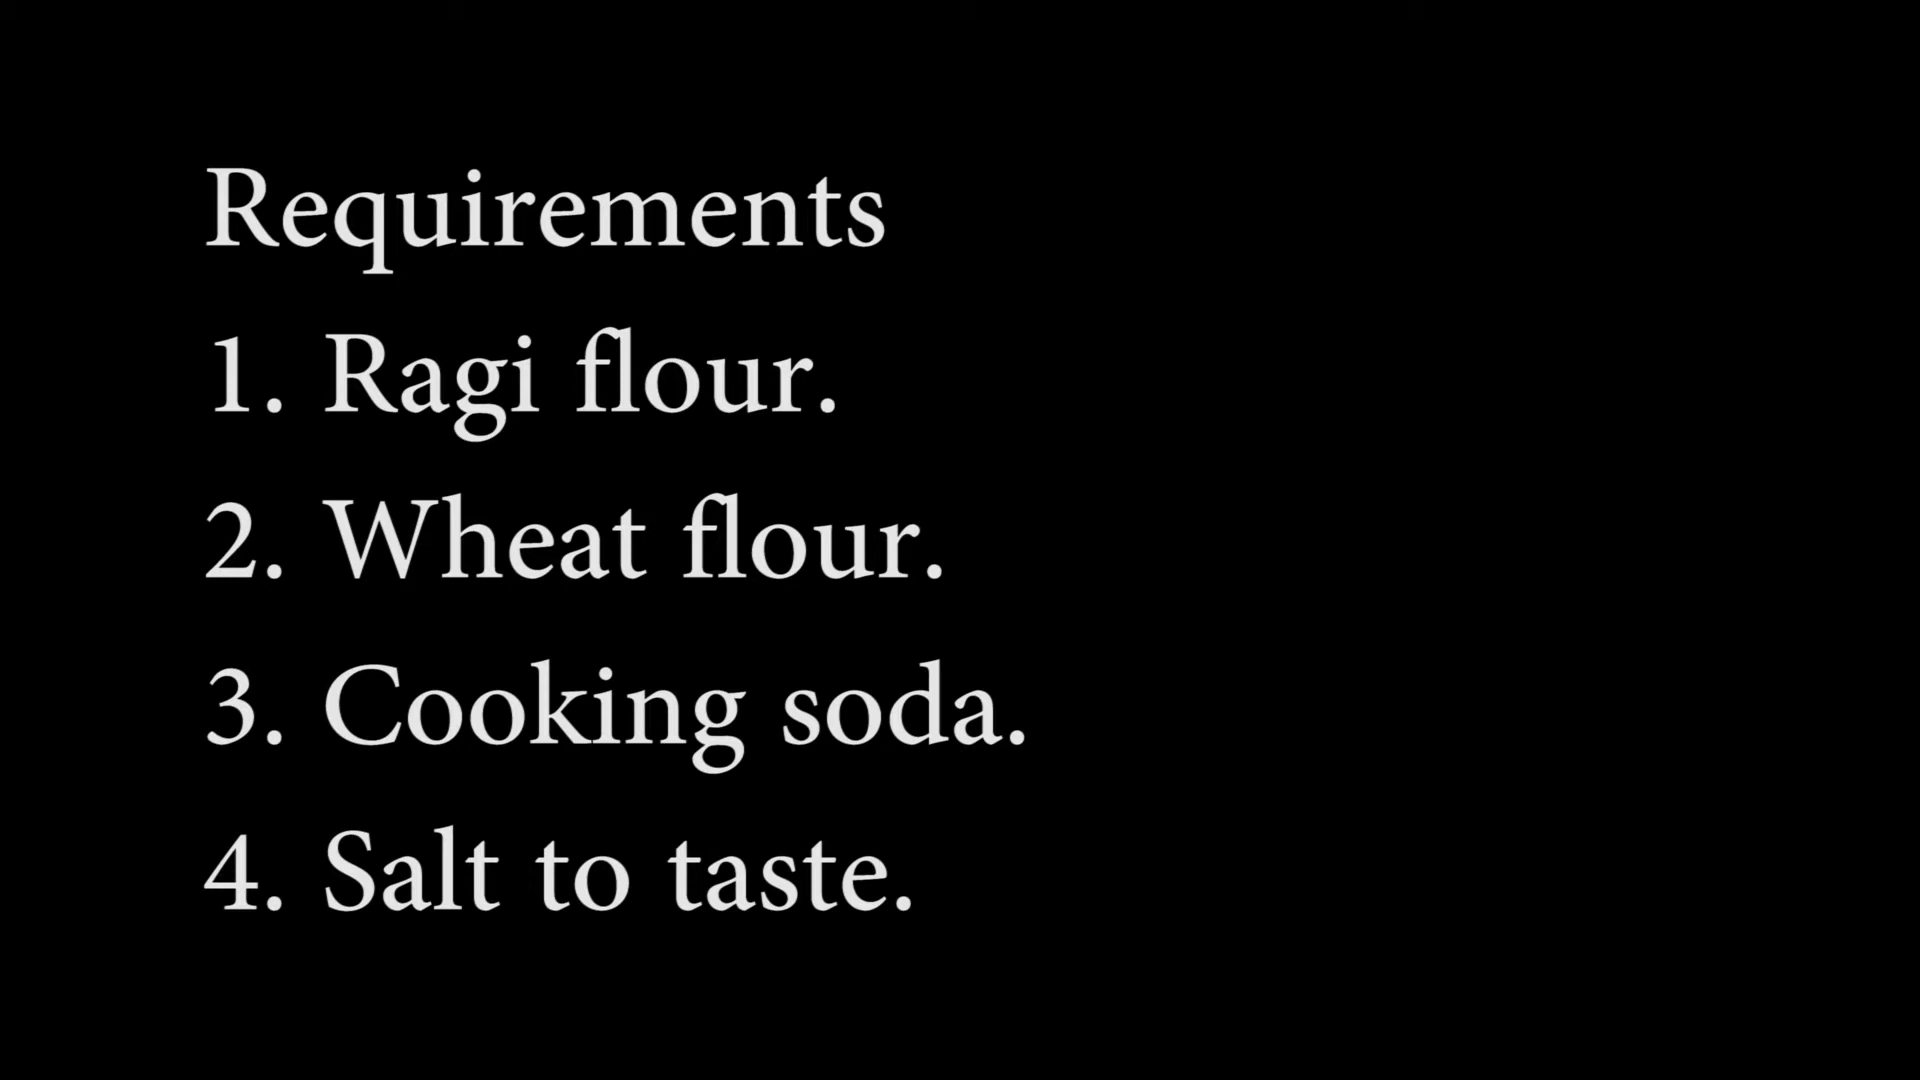 Requirements
1. Ragi flour.
2. Wheat flour.
3. Cooking soda.
4. Salt to taste.